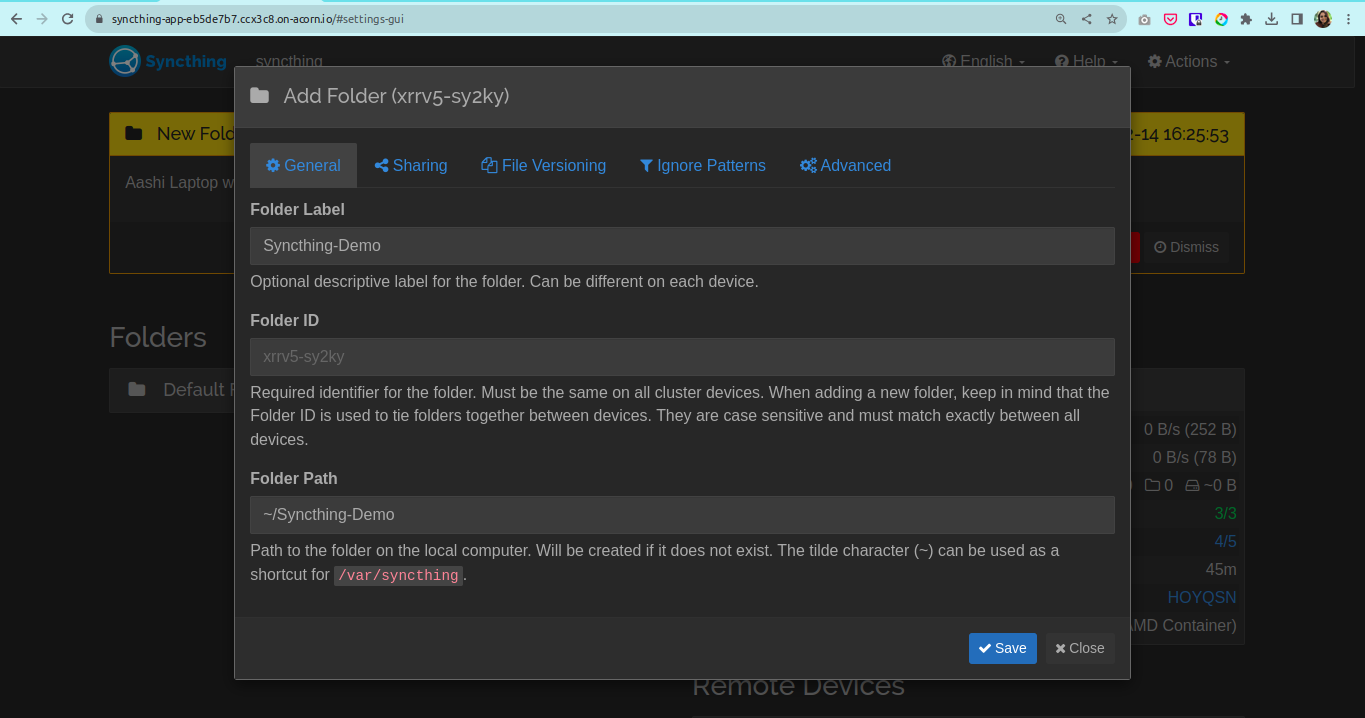 syncthing-app-eb5de7b7.ccx3c8.on-acorn.io/#settings-gui
Syncthing syncthing English Help Actions
Add Folder (xrrv5-sy2ky)
New Fold
-14 16:25:53
General Sharing File Versioning Ignore Patterns Advanced
Aashi Laptop w
Folder Label
Syncthing-Demo
Dismiss
Optional descriptive label for the folder. Can be different on each device.
Folder ID
Folders
xrrv5-sy2ky
Default F
Required identifier for the folder. Must be the same on all cluster devices. When adding a new folder, keep in mind that the
Folder ID is used to tie folders together between devices. They are case sensitive and must match exactly between all
devices.
0 B/s (252 B)
0 B/s (78 B)
Folder Path
0 ~0 B
~/Syncthing-Demo
3/3
4/5
Path to the folder on the local computer. Will be created if it does not exist. The tilde character (~) can be used as a
shortcut for /var/syncthing.
45m
HOYQSN
MD Container)
Save Close
Remote Devices